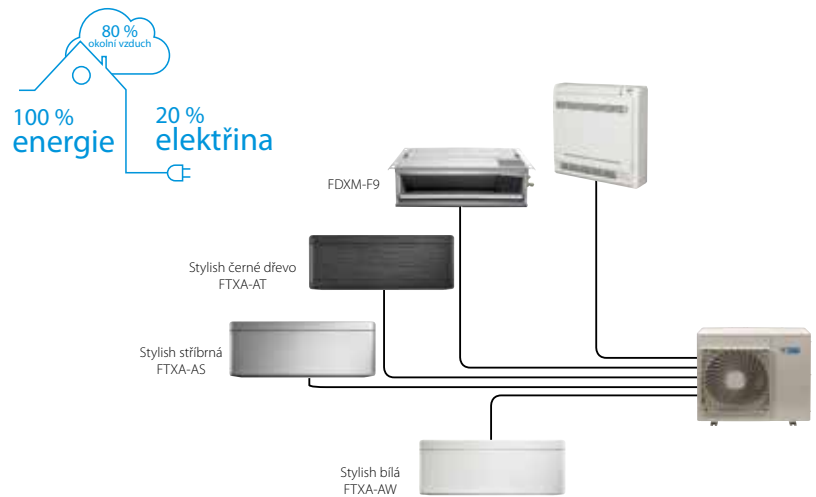 80 %
okolní vzduch
100 %
energie
20 %
elektřina
FDXM-F9
Stylish černé dřevo
FTXA-AT
Stylish stříbrná
FTXA-AS
Stylish bílá
FTXA-AW